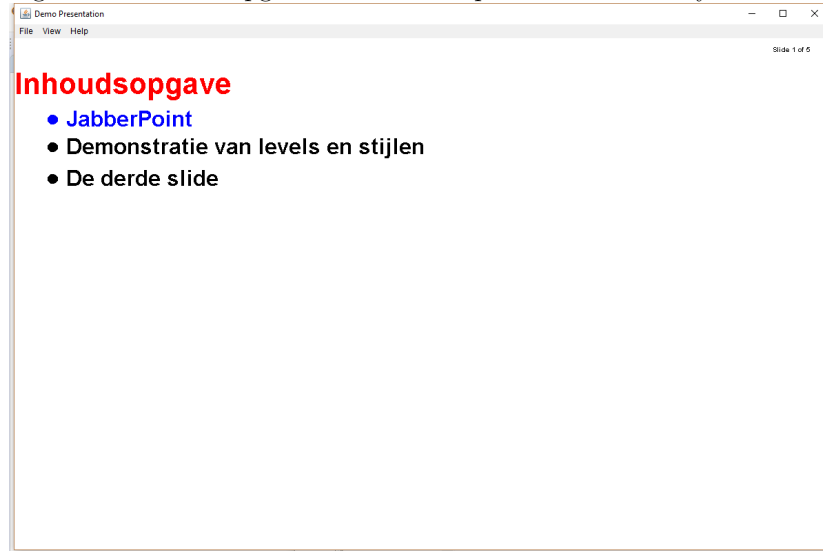 Demo Presentation
File View Help
Slide 1 of 5
Inhoudsopgave
● JabberPoint
● Demonstratie van levels en stijlen
● De derde slide